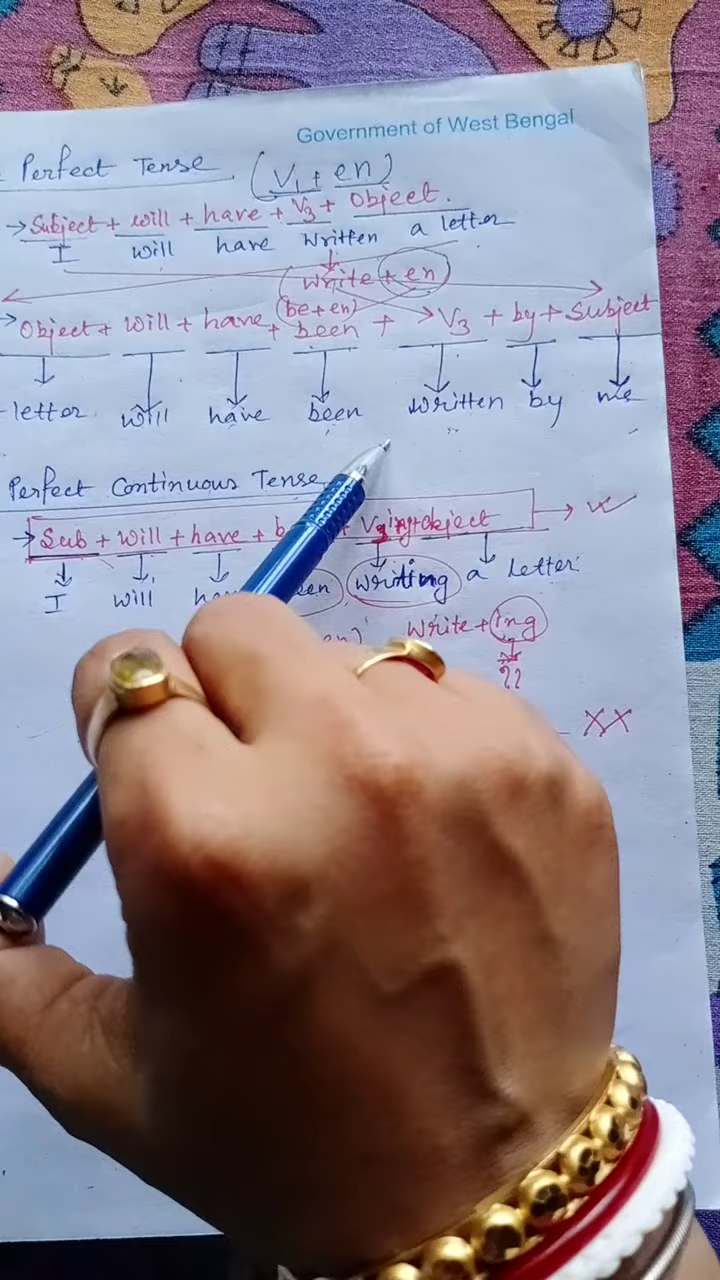 Government of West Bengal
Perfect Tense (V1 + en)
→ Subject + will + have + V3 + Object.
I will have written a letter
write + en
(be + en)
→ Object + will + have + been + V3 + by + Subject
letter will have been written by me
Perfect Continuous Tense
→ Sub + will + have + + Ving + object → ✓
I will writing a letter
write + ing
??
XX